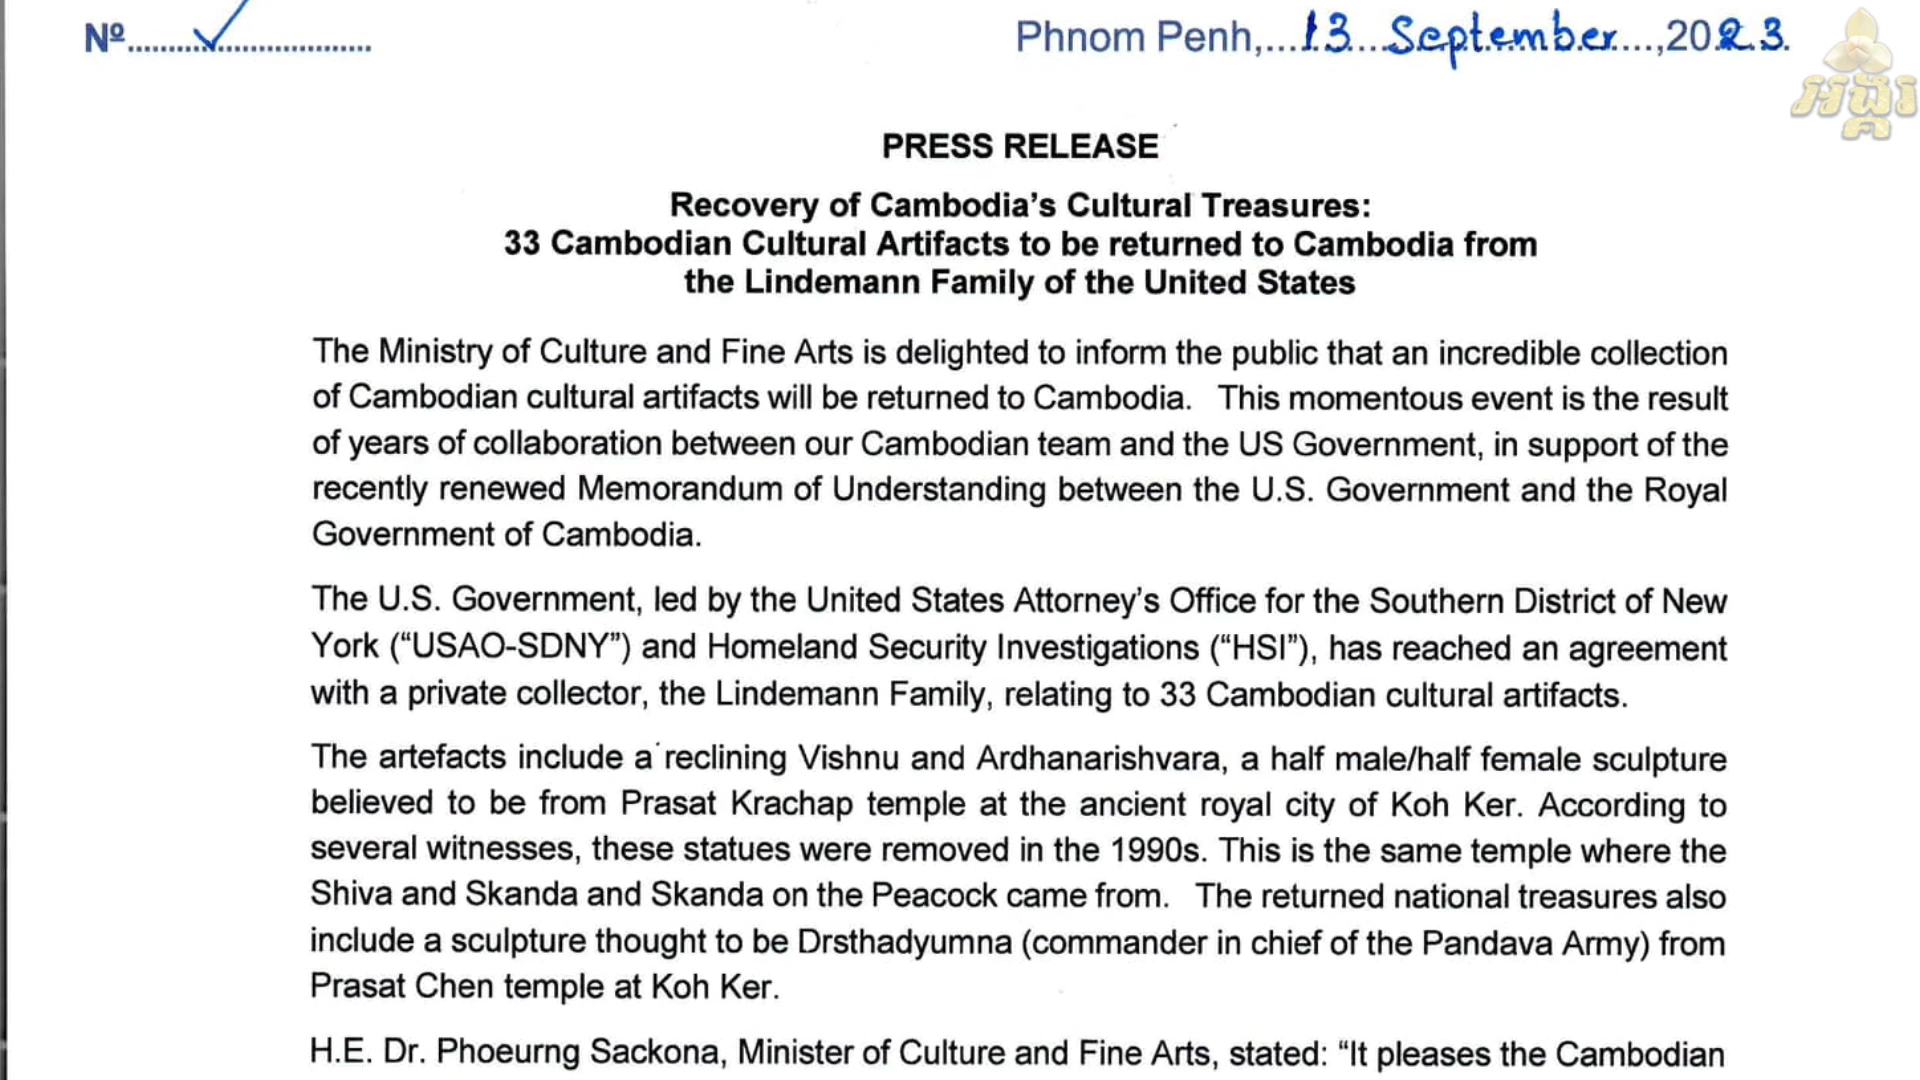 Nº.......................................
Phnom Penh,....13....September....,2023.
អង្គរ
PRESS RELEASE
Recovery of Cambodia’s Cultural Treasures:
33 Cambodian Cultural Artifacts to be returned to Cambodia from
the Lindemann Family of the United States
The Ministry of Culture and Fine Arts is delighted to inform the public that an incredible collection
of Cambodian cultural artifacts will be returned to Cambodia. This momentous event is the result
of years of collaboration between our Cambodian team and the US Government, in support of the
recently renewed Memorandum of Understanding between the U.S. Government and the Royal
Government of Cambodia.
The U.S. Government, led by the United States Attorney’s Office for the Southern District of New
York (“USAO-SDNY”) and Homeland Security Investigations (“HSI”), has reached an agreement
with a private collector, the Lindemann Family, relating to 33 Cambodian cultural artifacts.
The artefacts include a reclining Vishnu and Ardhanarishvara, a half male/half female sculpture
believed to be from Prasat Krachap temple at the ancient royal city of Koh Ker. According to
several witnesses, these statues were removed in the 1990s. This is the same temple where the
Shiva and Skanda and Skanda on the Peacock came from. The returned national treasures also
include a sculpture thought to be Drsthadyumna (commander in chief of the Pandava Army) from
Prasat Chen temple at Koh Ker.
H.E. Dr. Phoeurng Sackona, Minister of Culture and Fine Arts, stated: “It pleases the Cambodian